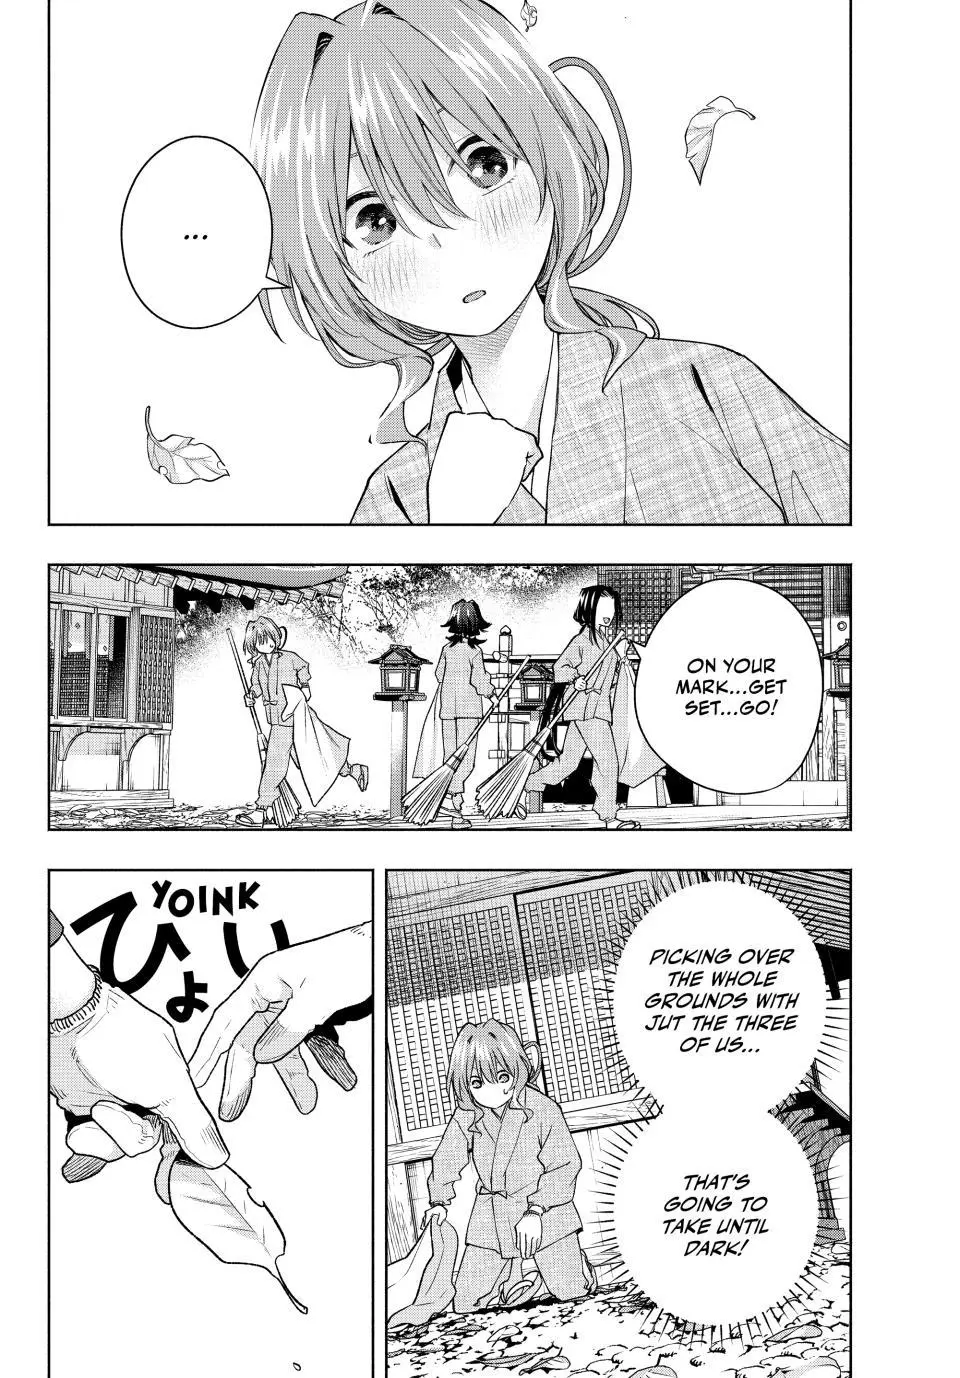 ...
ON YOUR
MARK...GET
SET...GO!
YOINK
ひょい
PICKING OVER
THE WHOLE
GROUNDS WITH
JUT THE THREE
OF US...
THAT'S
GOING TO
TAKE UNTIL
DARK!